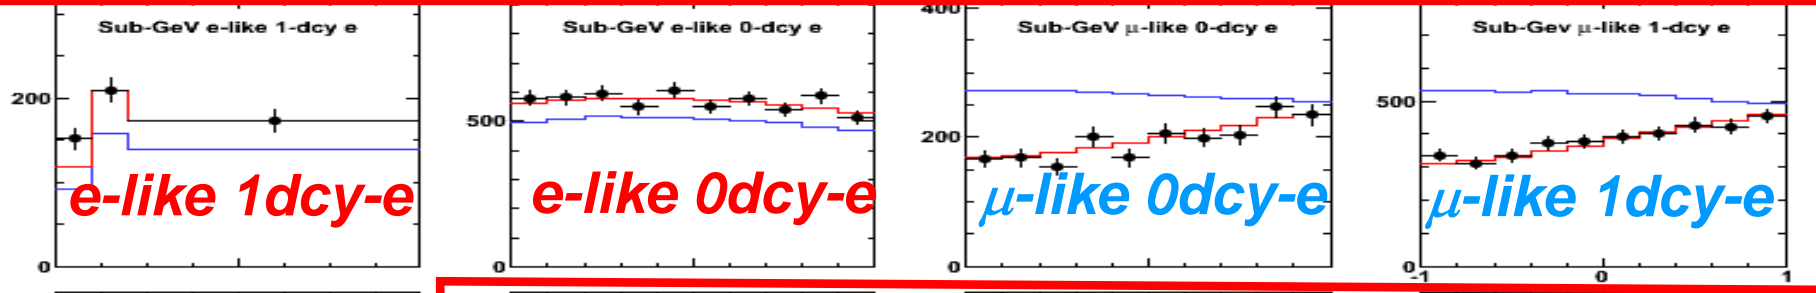 Sub-GeV e-like 1-dcy e
200
0
e-like 1dcy-e
Sub-GeV e-like 0-dcy e
500
0
e-like 0dcy-e
Sub-GeV μ-like 0-dcy e
400
200
0
μ-like 0dcy-e
Sub-Gev μ-like 1-dcy e
500
0
μ-like 1dcy-e
-1 0 1